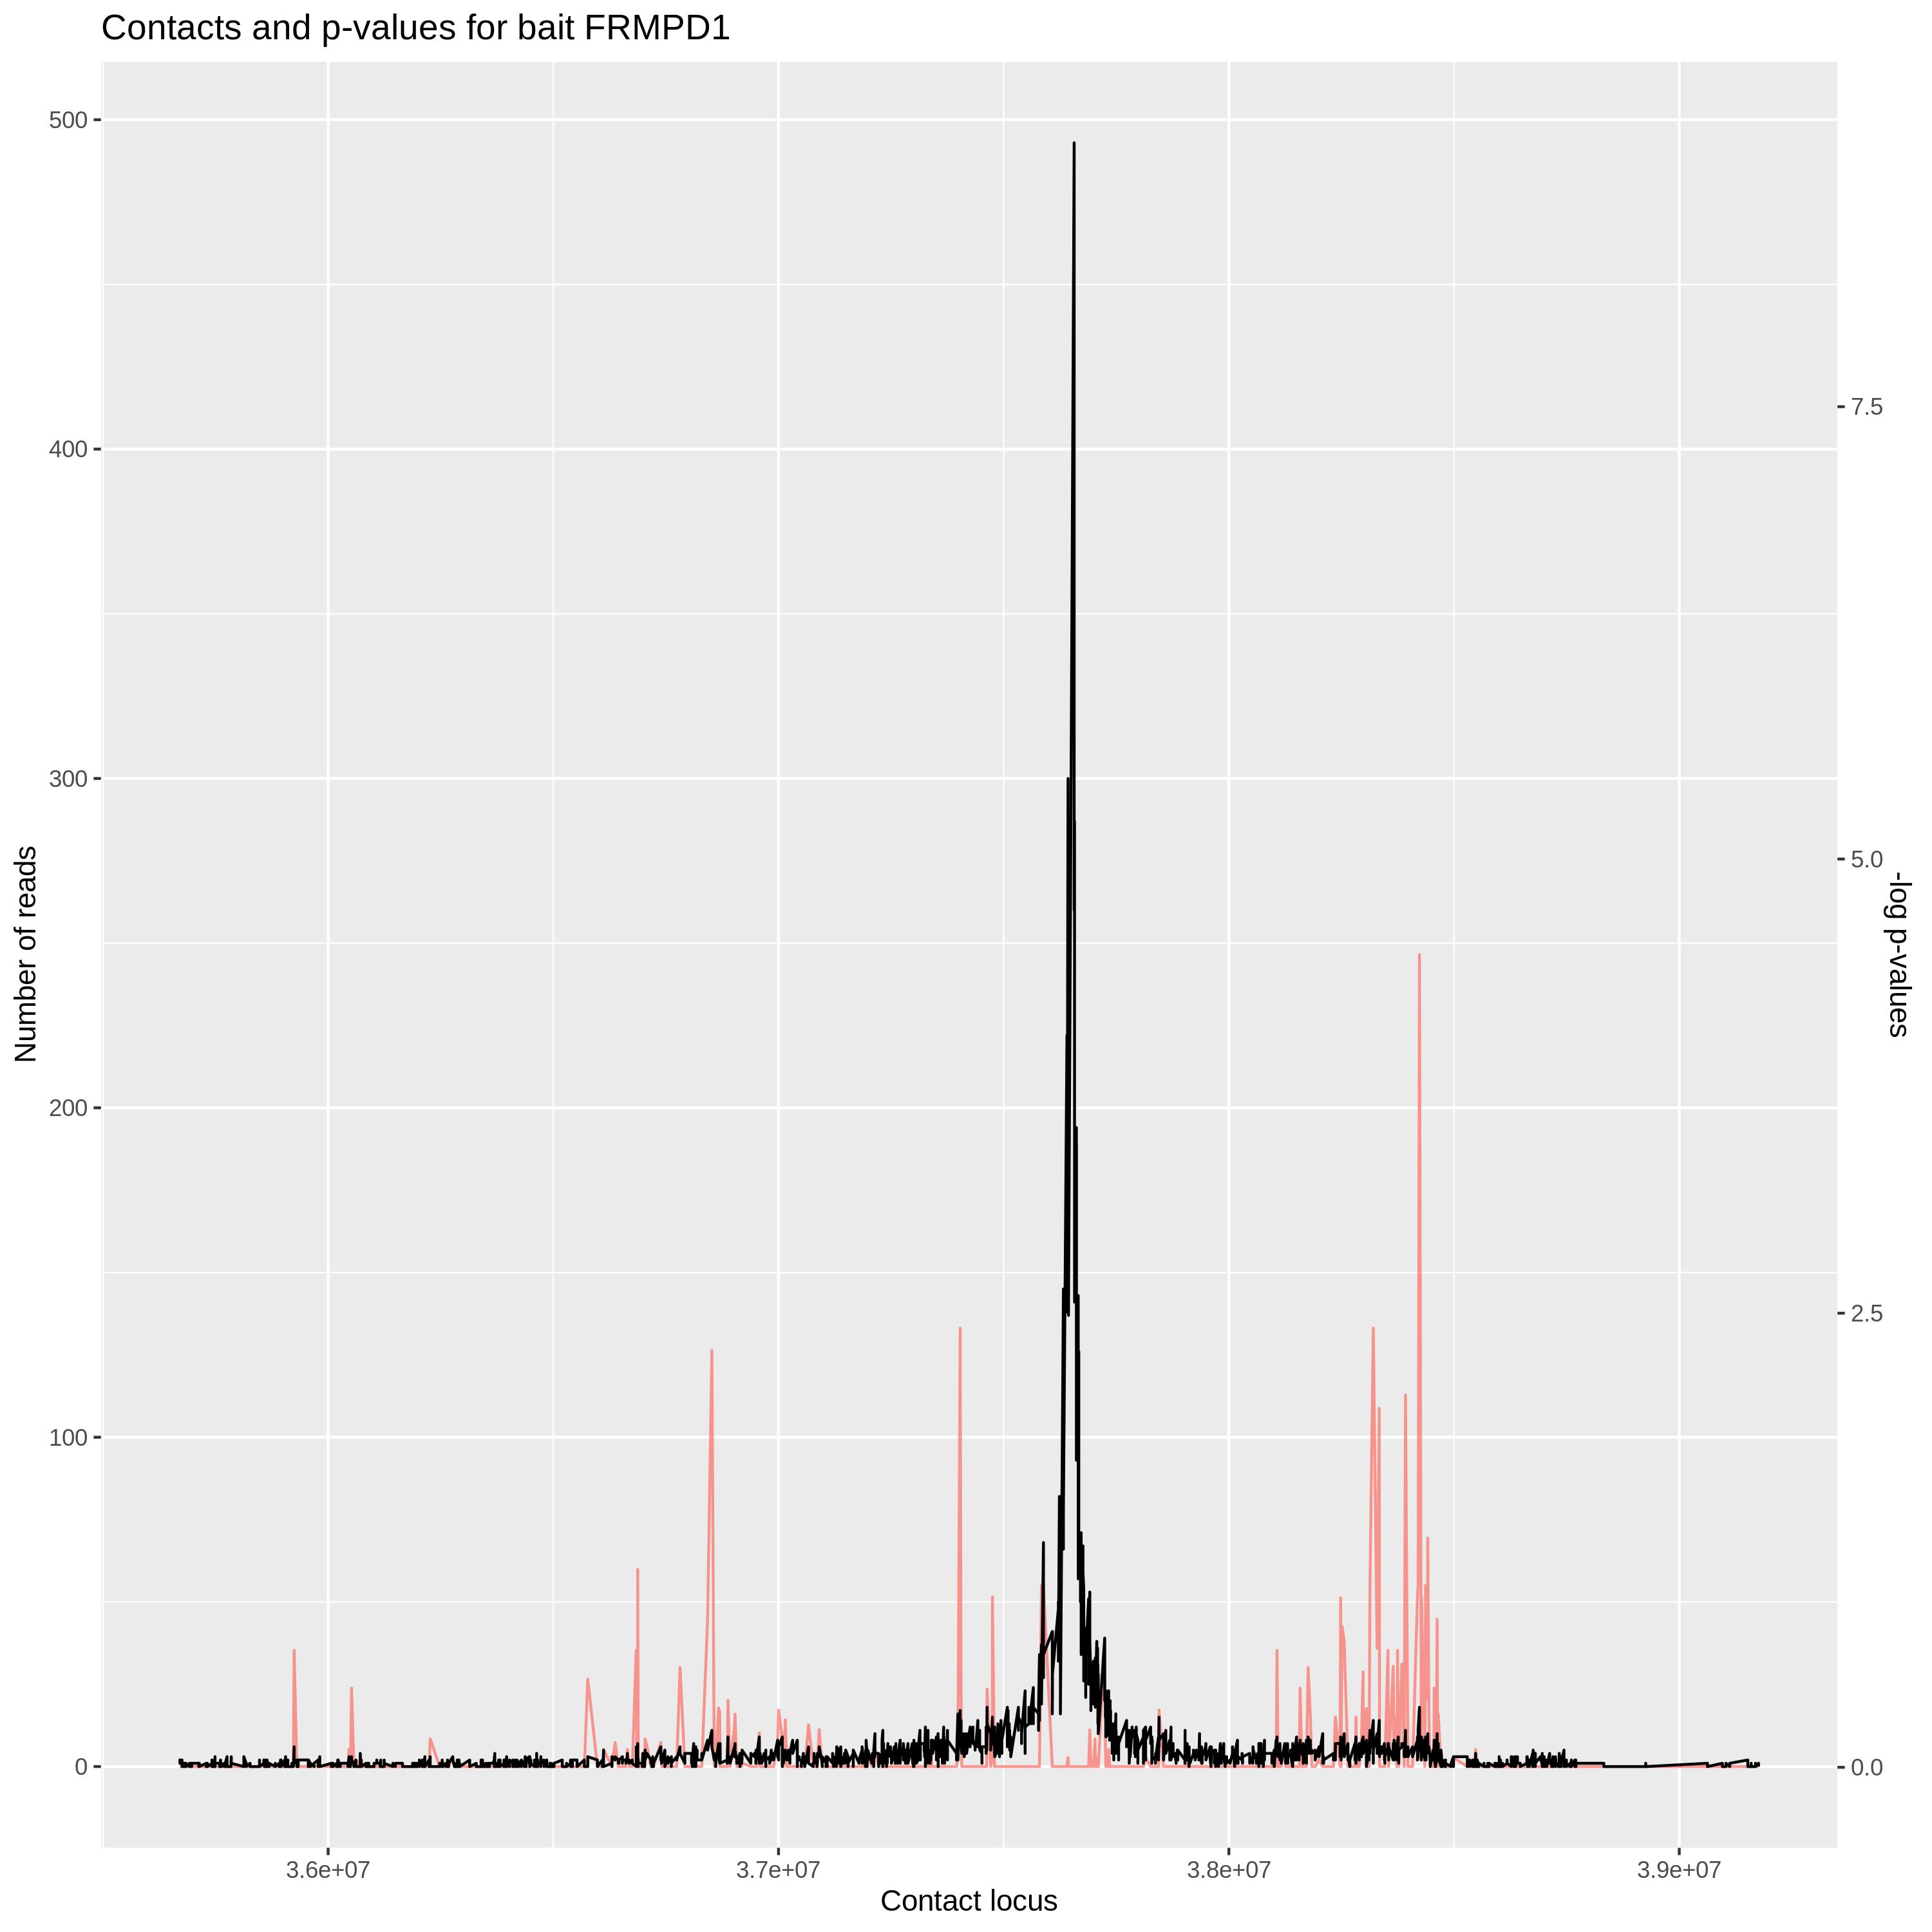 Contacts and p-values for bait FRMPD1
500
400
300
200
100
0
Number of reads
7.5
5.0
2.5
0.0
-log p-values
3.6e+07
3.7e+07
3.8e+07
3.9e+07
Contact locus